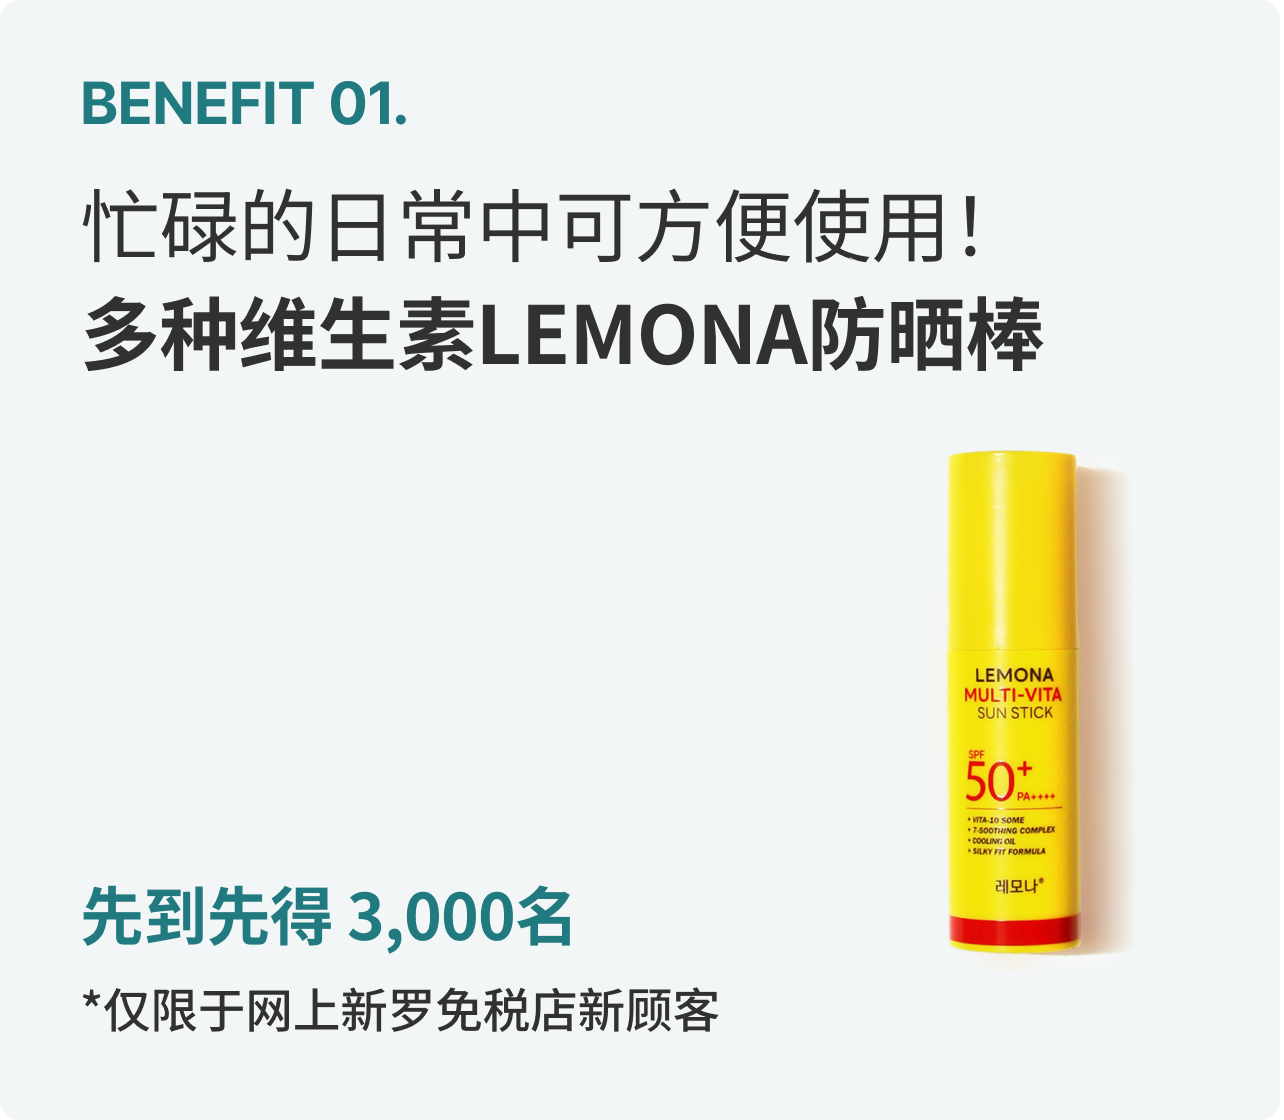 BENEFIT 01.
忙碌的日常中可方便使用！
多种维生素LEMONA防晒棒
LEMONA
MULTI-VITA
SUN STICK
SPF
50+
PA++++
+ VITA-10 SOME
+ 7-SOOTHING COMPLEX
+ COOLING OIL
+ SILKY FIT FORMULA
레모나®
先到先得 3,000名
*仅限于网上新罗免税店新顾客